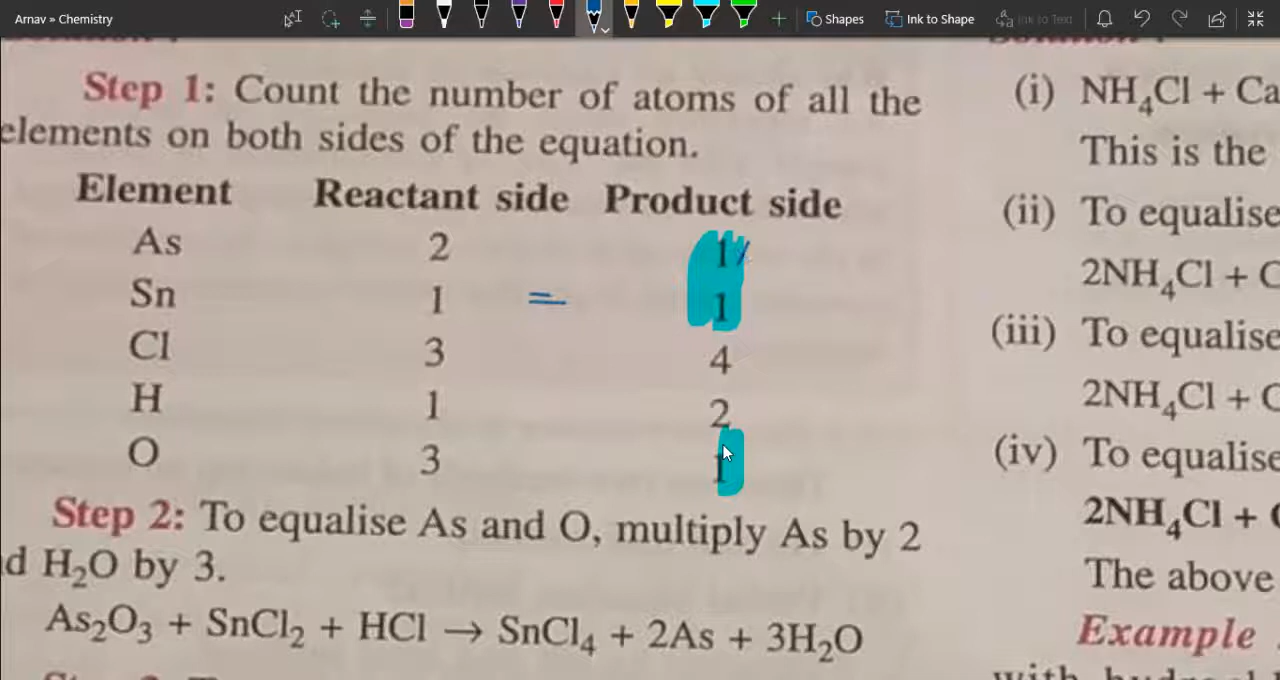 Arnav » Chemistry
Shapes
Ink to Shape
Ink to Text
Step 1: Count the number of atoms of all the
elements on both sides of the equation.
Element Reactant side Product side
As 2 1
Sn 1 = 1
Cl 3 4
H 1 2
O 3 1
Step 2: To equalise As and O, multiply As by 2
d H₂O by 3.
As₂O₃ + SnCl₂ + HCl → SnCl₄ + 2As + 3H₂O
(i) NH₄Cl + Ca
This is the
(ii) To equalise
2NH₄Cl + C
(iii) To equalise
2NH₄Cl + C
(iv) To equalise
2NH₄Cl + C
The above
Example